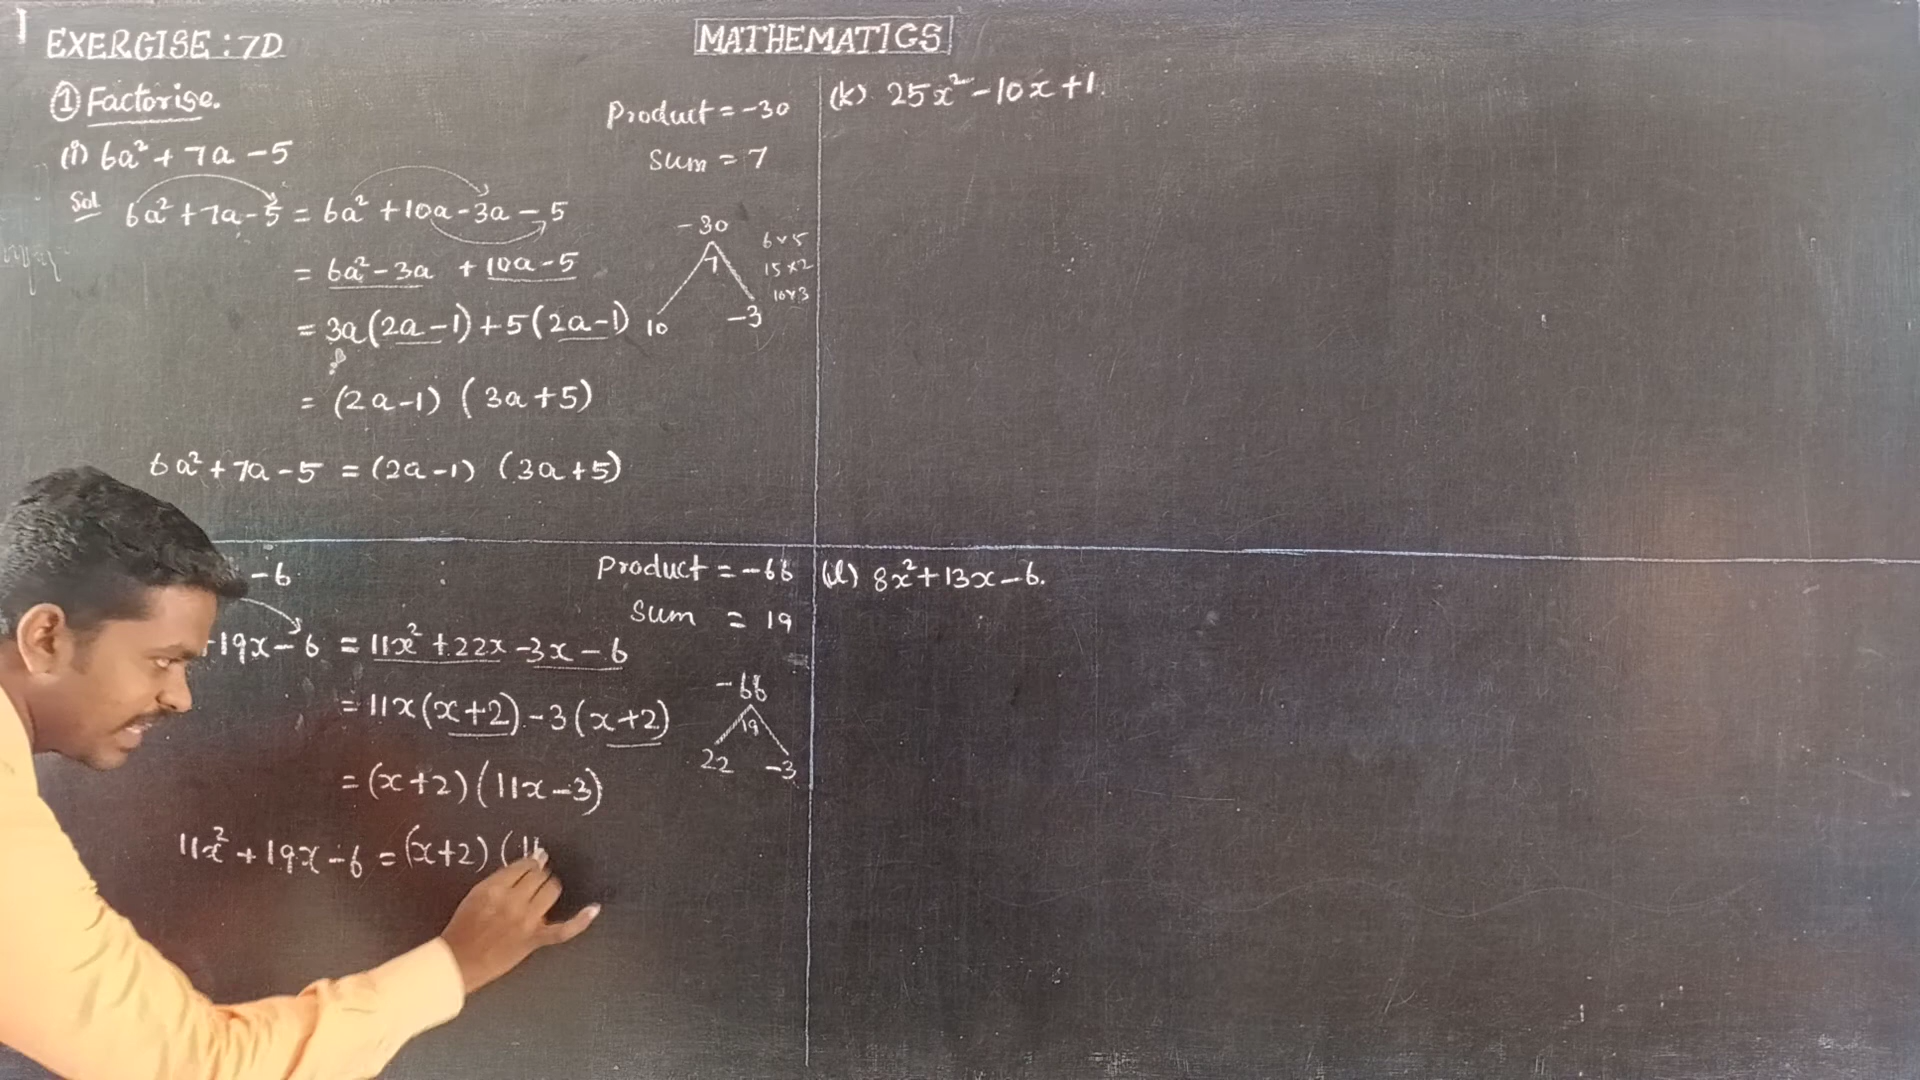 EXERCISE : 7D
MATHEMATICS
① Factorise.
(i) 6a² + 7a - 5
Sol 6a² + 7a - 5 = 6a² + 10a - 3a - 5
= 6a² - 3a + 10a - 5
= 3a(2a - 1) + 5(2a - 1)
= (2a - 1) (3a + 5)
6a² + 7a - 5 = (2a - 1) (3a + 5)
Product = -30
Sum = 7
-30
7
10 -3
6 × 5
15 × 2
10 × 3
-6
-19x - 6 = 11x² + 22x - 3x - 6
= 11x(x + 2) - 3(x + 2)
= (x + 2) (11x - 3)
11x² + 19x - 6 = (x + 2) (11
Product = -66
Sum = 19
-66
19
22 -3
(k) 25x² - 10x + 1.
(l) 8x² + 13x - 6.